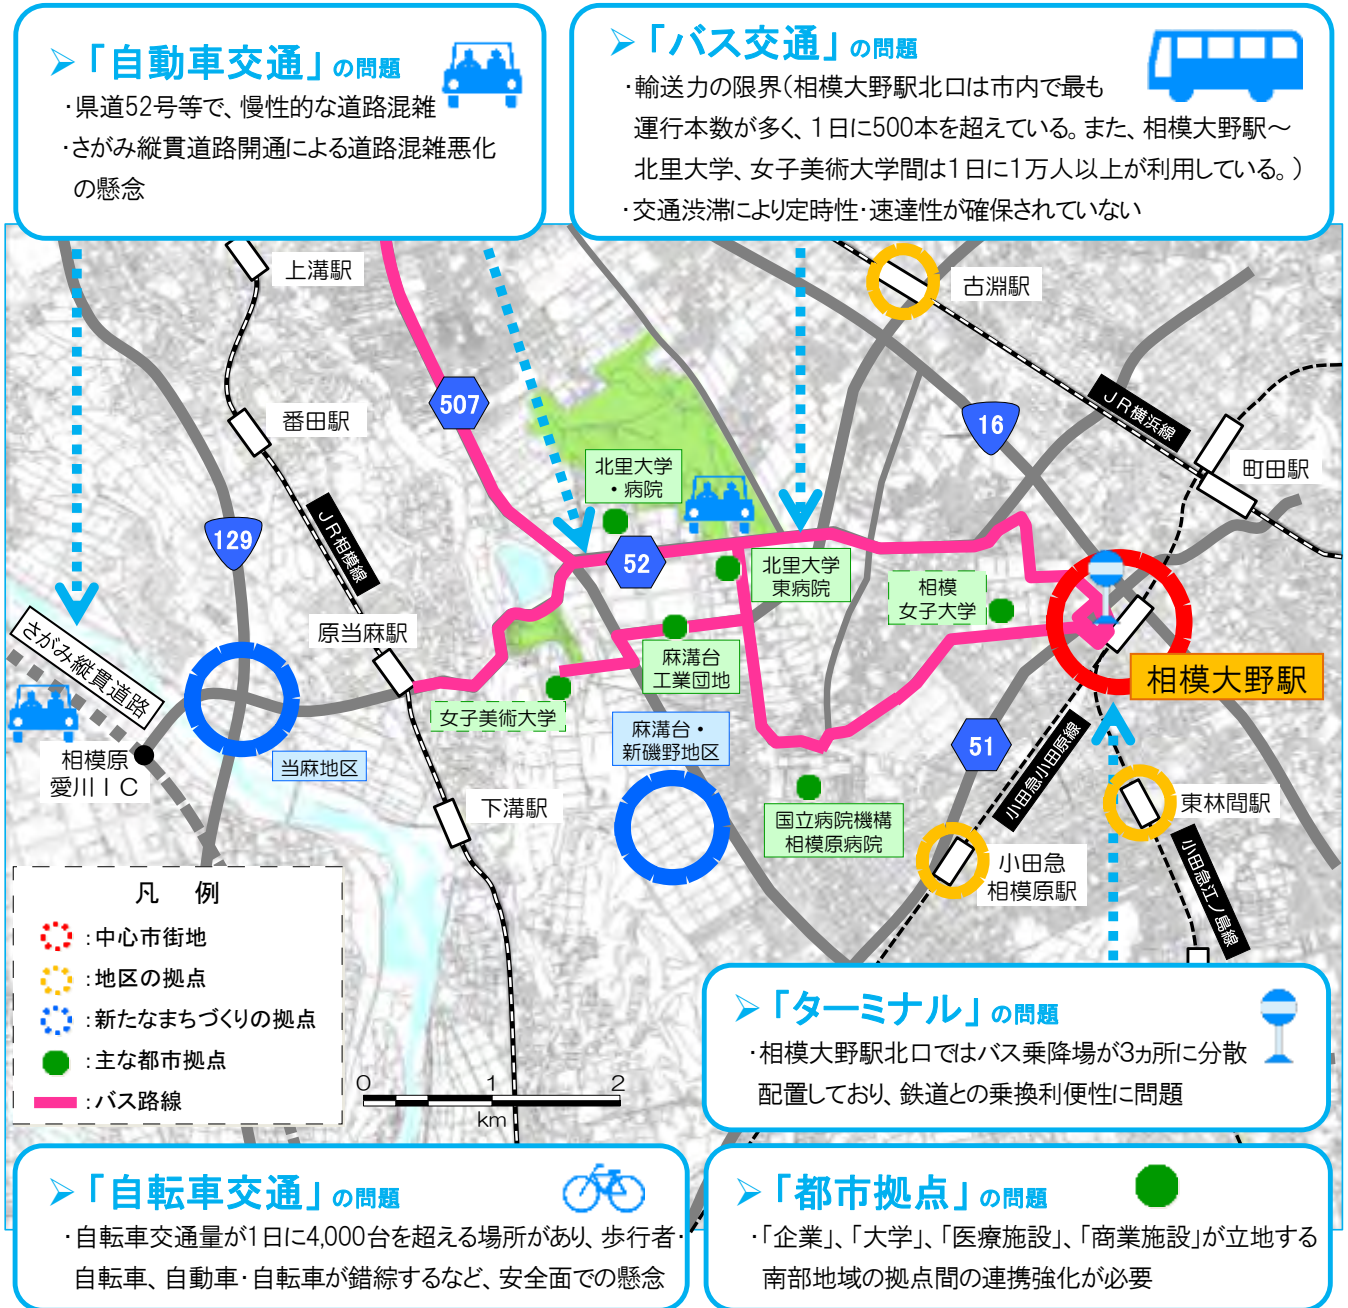 ➢「自動車交通」の問題
・県道52号等で、慢性的な道路混雑
・さがみ縦貫道路開通による道路混雑悪化
の懸念
➢「バス交通」の問題
・輸送力の限界(相模大野駅北口は市内で最も
運行本数が多く、1日に500本を超えている。また、相模大野駅～
北里大学、女子美術大学間は1日に1万人以上が利用している。)
・交通渋滞により定時性・速達性が確保されていない
上溝駅
古淵駅
番田駅
507
16
JR横浜線
町田駅
北里大学
・病院
129
JR相模線
52
北里大学
東病院
相模
女子大学
原当麻駅
さがみ縦貫道路
麻溝台
工業団地
相模大野駅
女子美術大学
麻溝台・
新磯野地区
51
相模原
愛川IC
当麻地区
小田急小田原線
下溝駅
国立病院機構
相模原病院
東林間駅
小田急
相模原駅
小田急江ノ島線
凡 例
:中心市街地
:地区の拠点
:新たなまちづくりの拠点
:主な都市拠点
:バス路線
0 1 2
km
➢「ターミナル」の問題
・相模大野駅北口ではバス乗降場が3ヵ所に分散
配置しており、鉄道との乗換利便性に問題
➢「自転車交通」の問題
・自転車交通量が1日に4,000台を超える場所があり、歩行者・
自転車、自動車・自転車が錯綜するなど、安全面での懸念
➢「都市拠点」の問題
・「企業」、「大学」、「医療施設」、「商業施設」が立地する
南部地域の拠点間の連携強化が必要